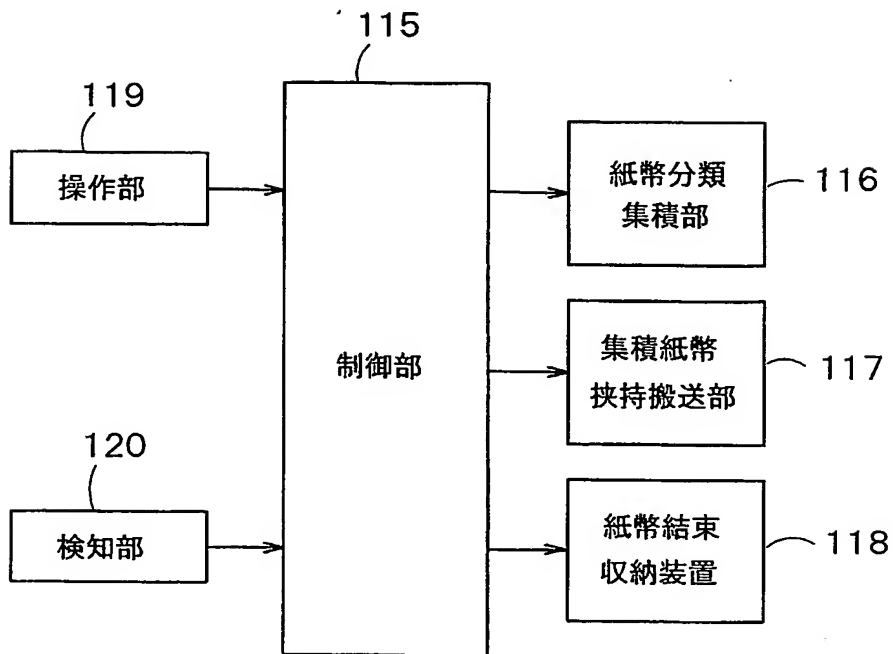 115
119
操作部
紙幣分類
集積部
116
制御部
集積紙幣
挟持搬送部
117
120
検知部
紙幣結束
収納装置
118